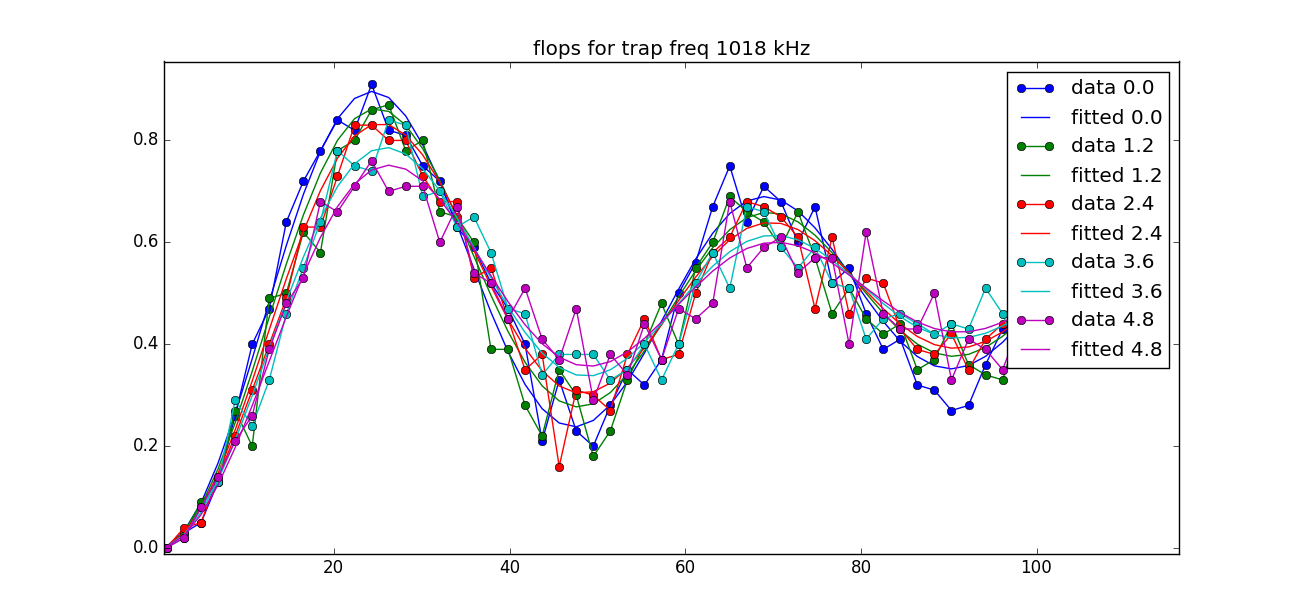 flops for trap freq 1018 kHz
data 0.0
fitted 0.0
data 1.2
fitted 1.2
data 2.4
fitted 2.4
data 3.6
fitted 3.6
data 4.8
fitted 4.8
0.8
0.6
0.4
0.2
0.0
20 40 60 80 100